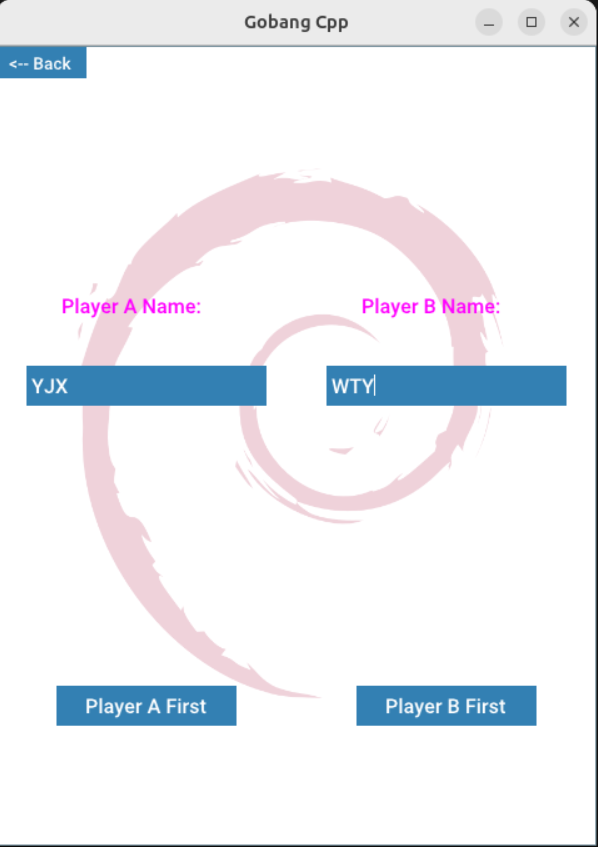 Gobang Cpp
<-- Back
Player A Name:
Player B Name:
YJX
WTY
Player A First
Player B First